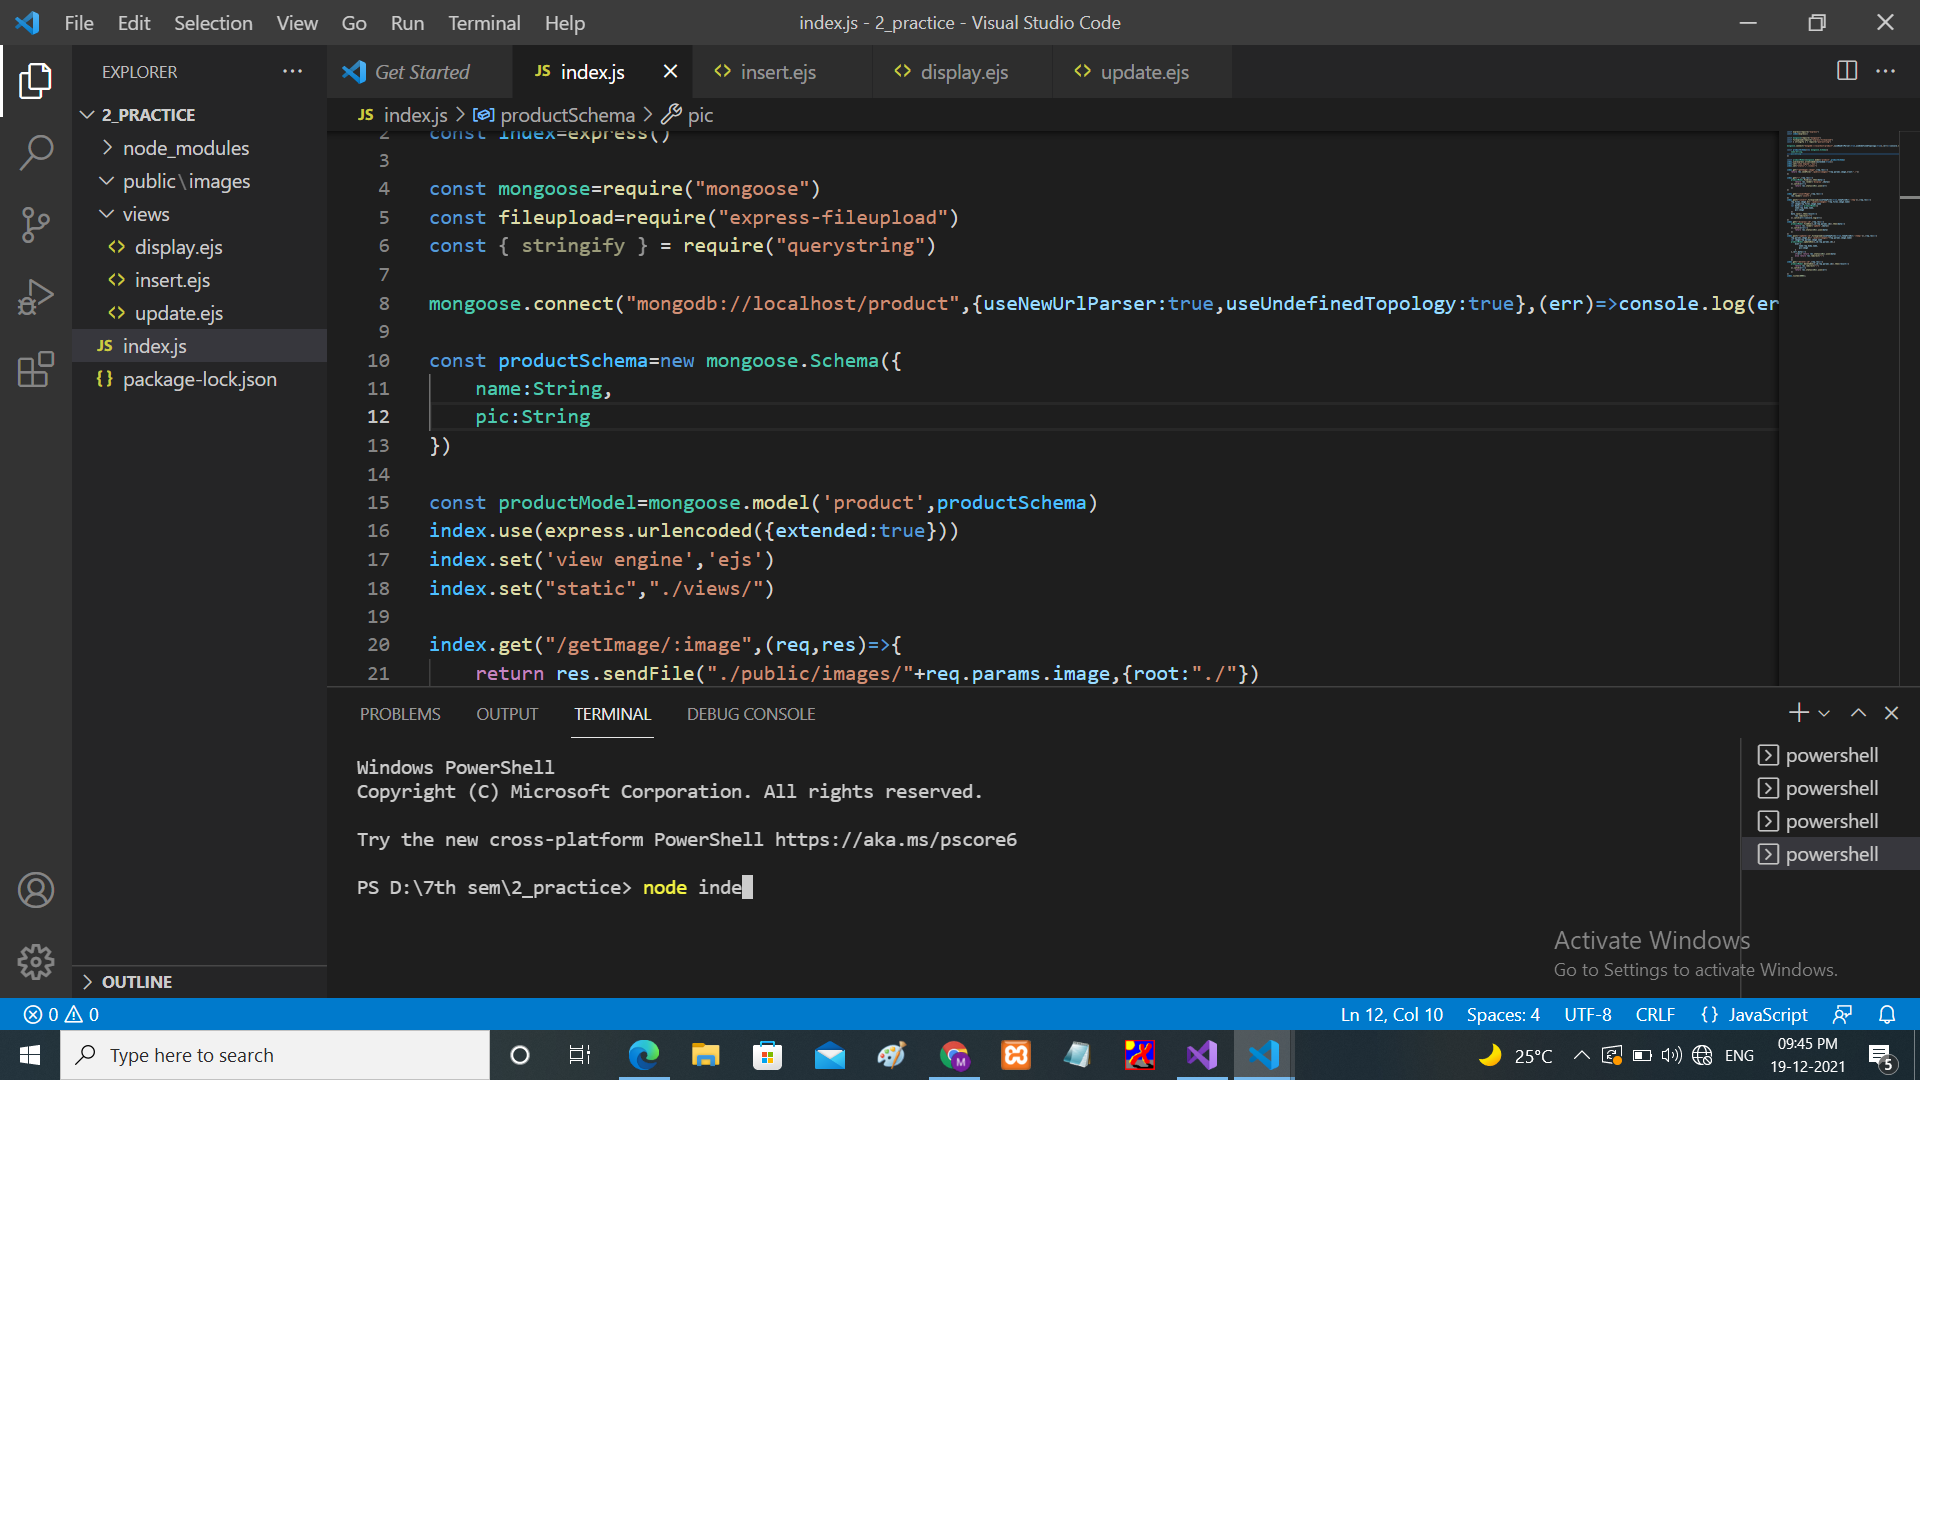 File Edit Selection View Go Run Terminal Help
index.js - 2_practice - Visual Studio Code
EXPLORER
Get Started
JS index.js
insert.ejs
display.ejs
update.ejs
2_PRACTICE
node_modules
public\images
views
display.ejs
insert.ejs
update.ejs
JS index.js
{} package-lock.json
OUTLINE
JS index.js > productSchema > pic
2 const index=express()
3
4 const mongoose=require("mongoose")
5 const fileupload=require("express-fileupload")
6 const { stringify } = require("querystring")
7
8 mongoose.connect("mongodb://localhost/product",{useNewUrlParser:true,useUndefinedTopology:true},(err)=>console.log(er
9
10 const productSchema=new mongoose.Schema({
11 name:String,
12 pic:String
13 })
14
15 const productModel=mongoose.model('product',productSchema)
16 index.use(express.urlencoded({extended:true}))
17 index.set('view engine','ejs')
18 index.set("static","./views/")
19
20 index.get("/getImage/:image",(req,res)=>{
21 return res.sendFile("./public/images/"+req.params.image,{root:"./"})
PROBLEMS OUTPUT TERMINAL DEBUG CONSOLE
Windows PowerShell
Copyright (C) Microsoft Corporation. All rights reserved.
Try the new cross-platform PowerShell https://aka.ms/pscore6
PS D:\7th sem\2_practice> node inde
powershell
powershell
powershell
powershell
Activate Windows
Go to Settings to activate Windows.
0 0
Ln 12, Col 10 Spaces: 4 UTF-8 CRLF {} JavaScript
Type here to search
M
25°C
ENG
09:45 PM
19-12-2021
5